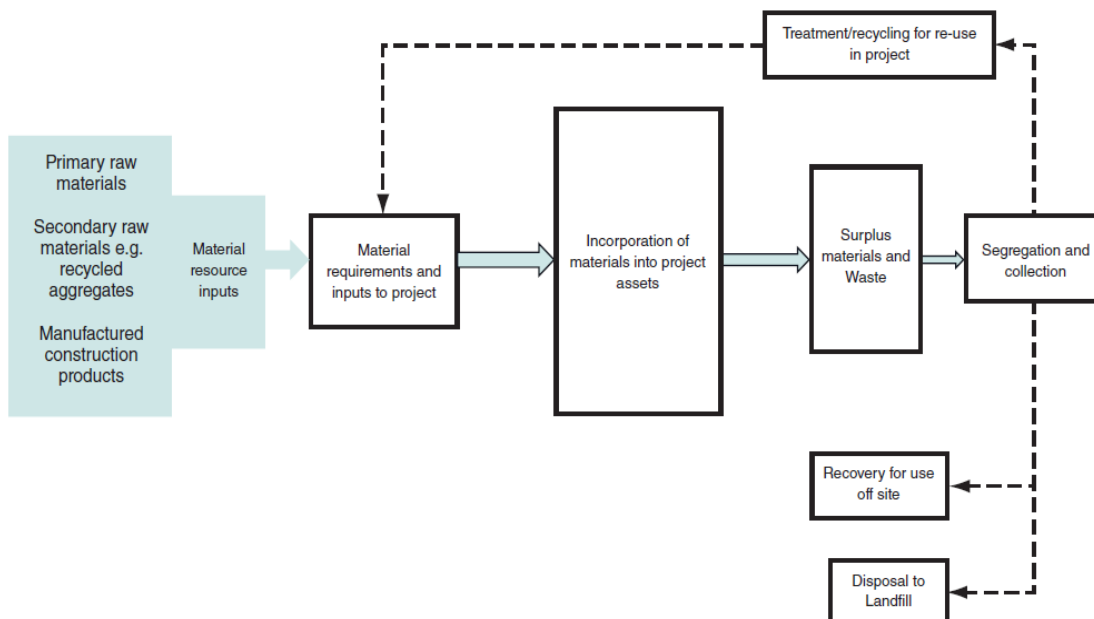 Treatment/recycling for re-use
in project
Primary raw
materials
Secondary raw
materials e.g.
recycled
aggregates
Manufactured
construction
products
Material
resource
inputs
Material
requirements and
inputs to project
Incorporation of
materials into project
assets
Surplus
materials and
Waste
Segregation and
collection
Recovery for use
off site
Disposal to
Landfill